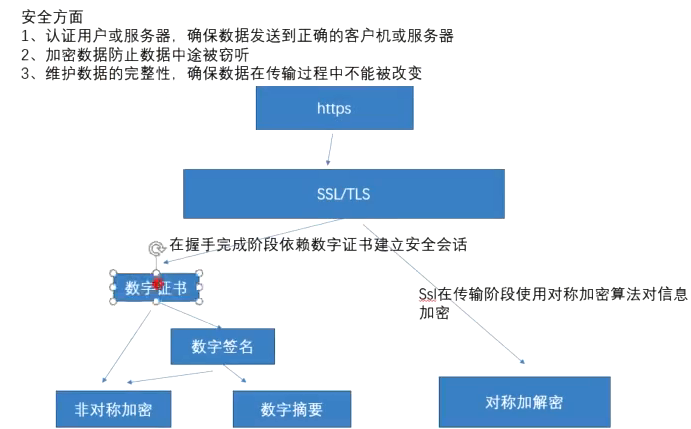 安全方面
1、认证用户或服务器，确保数据发送到正确的客户机或服务器
2、加密数据防止数据中途被窃听
3、维护数据的完整性，确保数据在传输过程中不能被改变
https
SSL/TLS
在握手完成阶段依赖数字证书建立安全会话
数字证书
Ssl在传输阶段使用对称加密算法对信息
加密
数字签名
非对称加密
数字摘要
对称加解密